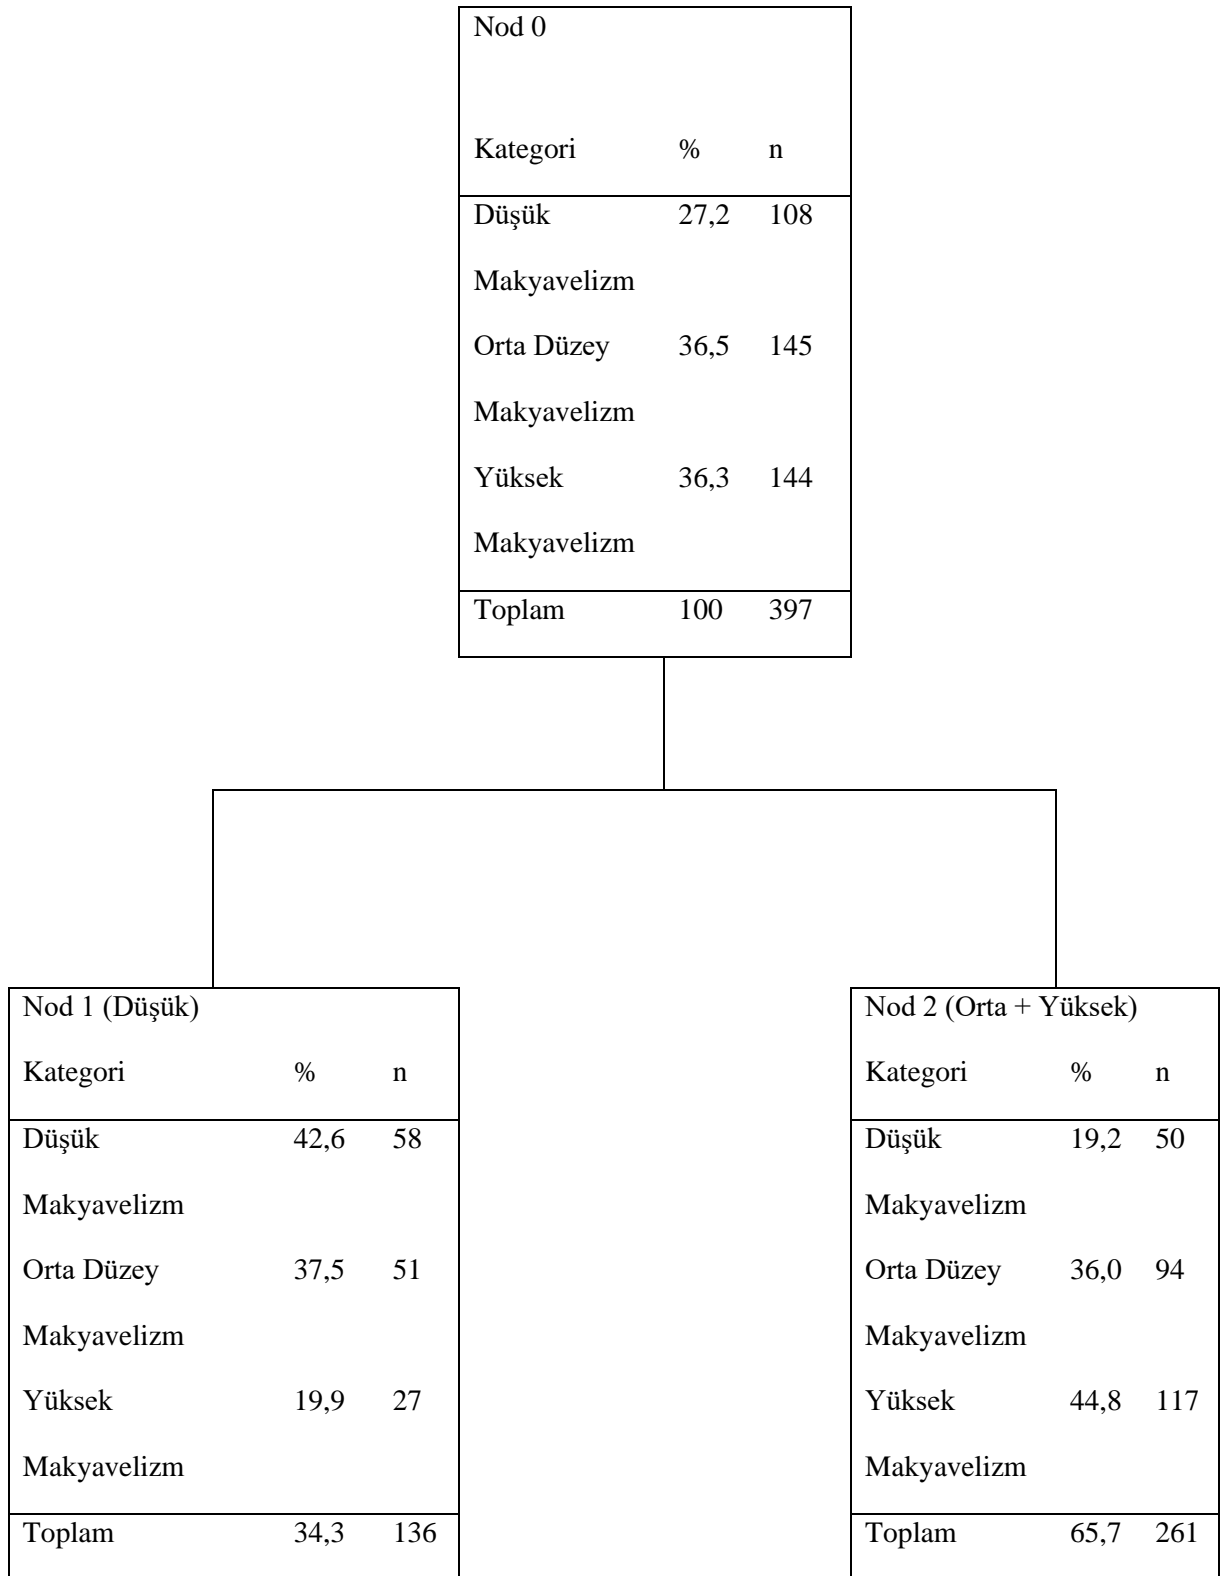 Nod 0
Kategori % n
Düşük 27,2 108
Makyavelizm
Orta Düzey 36,5 145
Makyavelizm
Yüksek 36,3 144
Makyavelizm
Toplam 100 397
Nod 1 (Düşük)
Kategori % n
Düşük 42,6 58
Makyavelizm
Orta Düzey 37,5 51
Makyavelizm
Yüksek 19,9 27
Makyavelizm
Toplam 34,3 136
Nod 2 (Orta + Yüksek)
Kategori % n
Düşük 19,2 50
Makyavelizm
Orta Düzey 36,0 94
Makyavelizm
Yüksek 44,8 117
Makyavelizm
Toplam 65,7 261